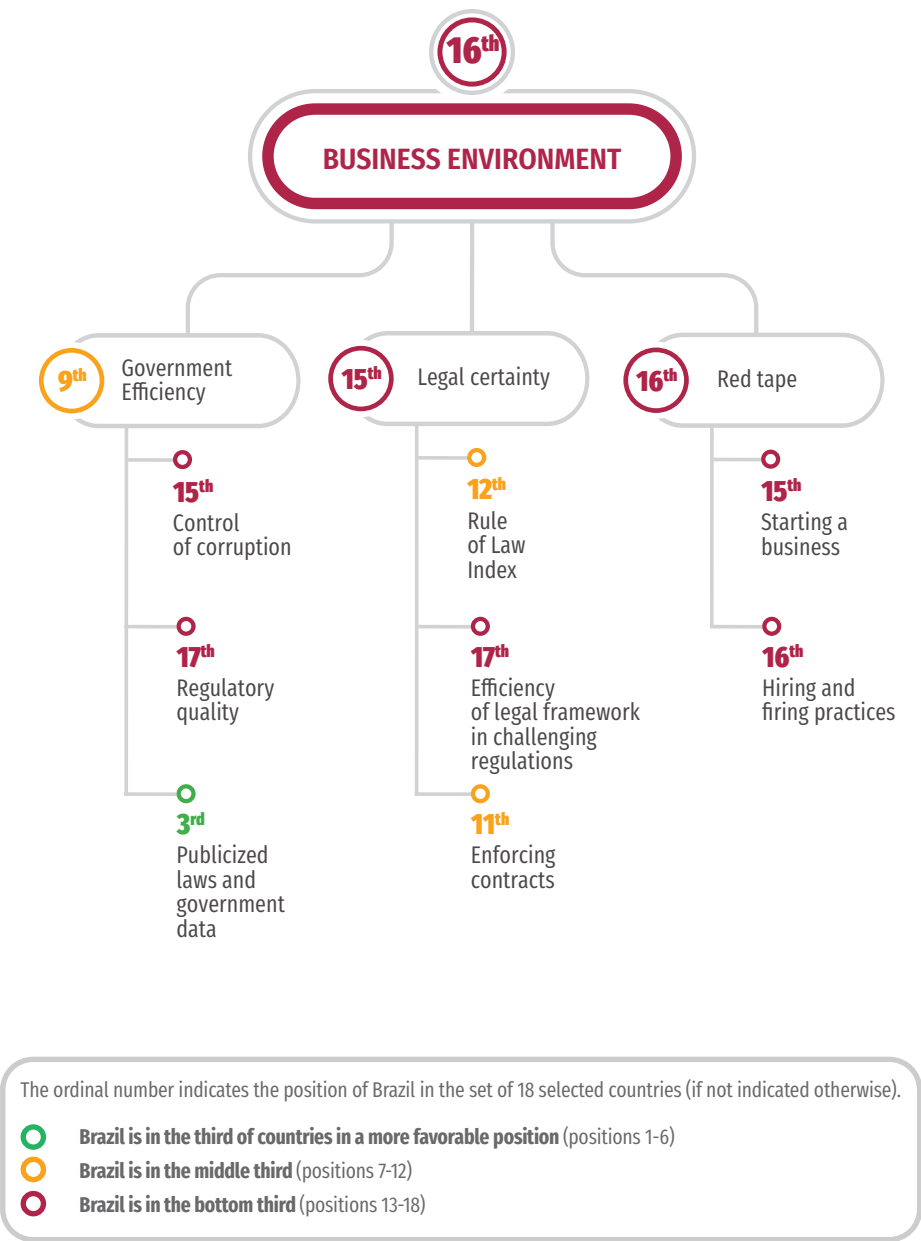 16th
BUSINESS ENVIRONMENT
9th
Government
Efficiency
15th
Control
of corruption
17th
Regulatory
quality
3rd
Publicized
laws and
government
data
15th
Legal certainty
12th
Rule
of Law
Index
17th
Efficiency
of legal framework
in challenging
regulations
11th
Enforcing
contracts
16th
Red tape
15th
Starting a
business
16th
Hiring and
firing practices
The ordinal number indicates the position of Brazil in the set of 18 selected countries (if not indicated otherwise).
Brazil is in the third of countries in a more favorable position (positions 1-6)
Brazil is in the middle third (positions 7-12)
Brazil is in the bottom third (positions 13-18)